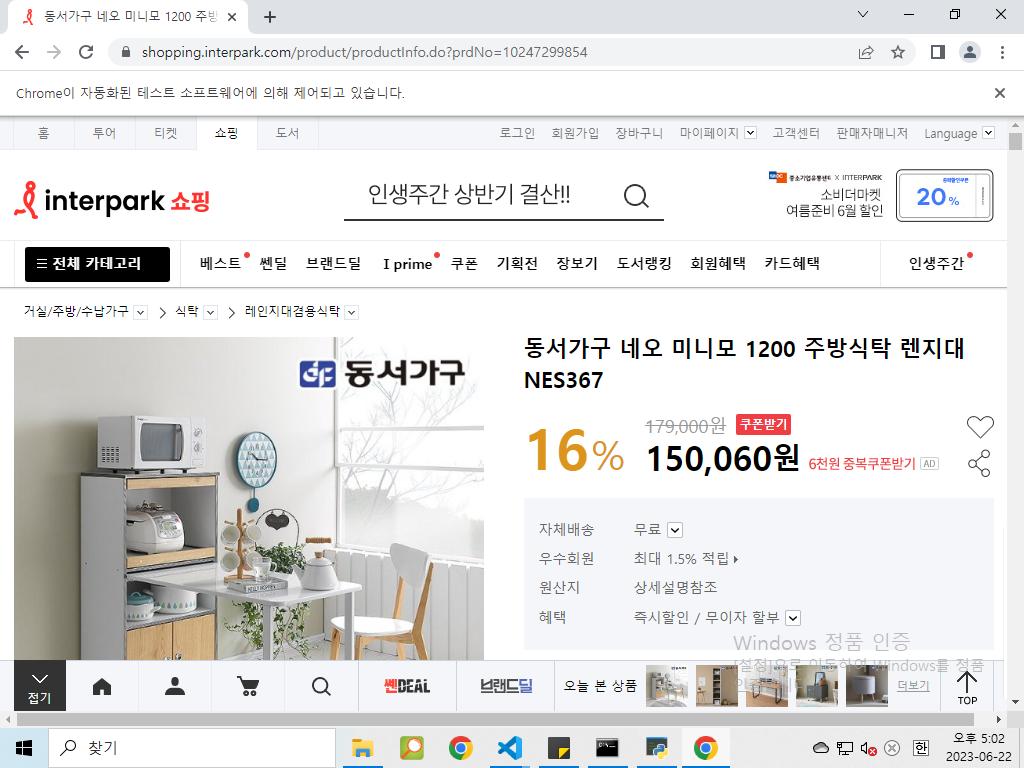 동서가구 네오 미니모 1200 주방
shopping.interpark.com/product/productInfo.do?prdNo=10247299854
Chrome이 자동화된 테스트 소프트웨어에 의해 제어되고 있습니다.
홈 투어 티켓 쇼핑 도서 로그인 회원가입 장바구니 마이페이지 고객센터 판매자매니저 Language
interpark 쇼핑 인생주간 상반기 결산!!
중소기업유통센터 X INTERPARK
소비더마켓
여름준비 6월 할인
20%
전체 카테고리 베스트 쎈딜 브랜드딜 I prime 쿠폰 기획전 장보기 도서랭킹 회원혜택 카드혜택 인생주간
거실/주방/수납가구 식탁 레인지대겸용식탁
동서가구
동서가구 네오 미니모 1200 주방식탁 렌지대
NES367
16% 179,000원 쿠폰받기
150,060원 6천원 중복쿠폰받기 AD
자체배송 무료
우수회원 최대 1.5% 적립
원산지 상세설명참조
혜택 즉시할인 / 무이자 할부
Windows 정품 인증
[설정]으로 이동하여 Windows를 정품
접기 쎈DEAL 브랜드딜 오늘 본 상품 더보기 TOP
찾기
한
오후 5:02
2023-06-22